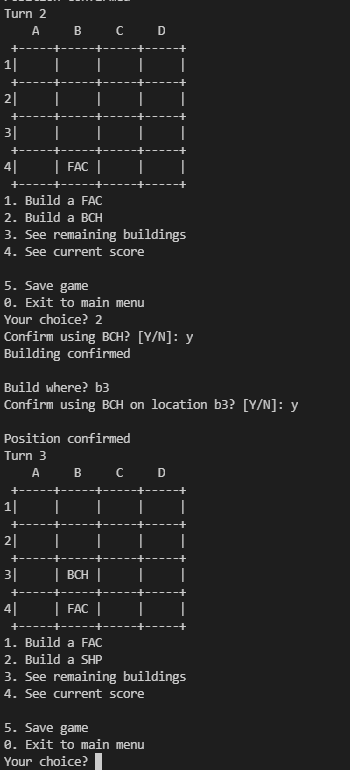 Position confirmed
Turn 2
    A     B     C     D
 +-----+-----+-----+-----+
1|     |     |     |     |
 +-----+-----+-----+-----+
2|     |     |     |     |
 +-----+-----+-----+-----+
3|     |     |     |     |
 +-----+-----+-----+-----+
4|     | FAC |     |     |
 +-----+-----+-----+-----+
1. Build a FAC
2. Build a BCH
3. See remaining buildings
4. See current score

5. Save game
0. Exit to main menu
Your choice? 2
Confirm using BCH? [Y/N]: y
Building confirmed

Build where? b3
Confirm using BCH on location b3? [Y/N]: y

Position confirmed
Turn 3
    A     B     C     D
 +-----+-----+-----+-----+
1|     |     |     |     |
 +-----+-----+-----+-----+
2|     |     |     |     |
 +-----+-----+-----+-----+
3|     | BCH |     |     |
 +-----+-----+-----+-----+
4|     | FAC |     |     |
 +-----+-----+-----+-----+
1. Build a FAC
2. Build a SHP
3. See remaining buildings
4. See current score

5. Save game
0. Exit to main menu
Your choice?